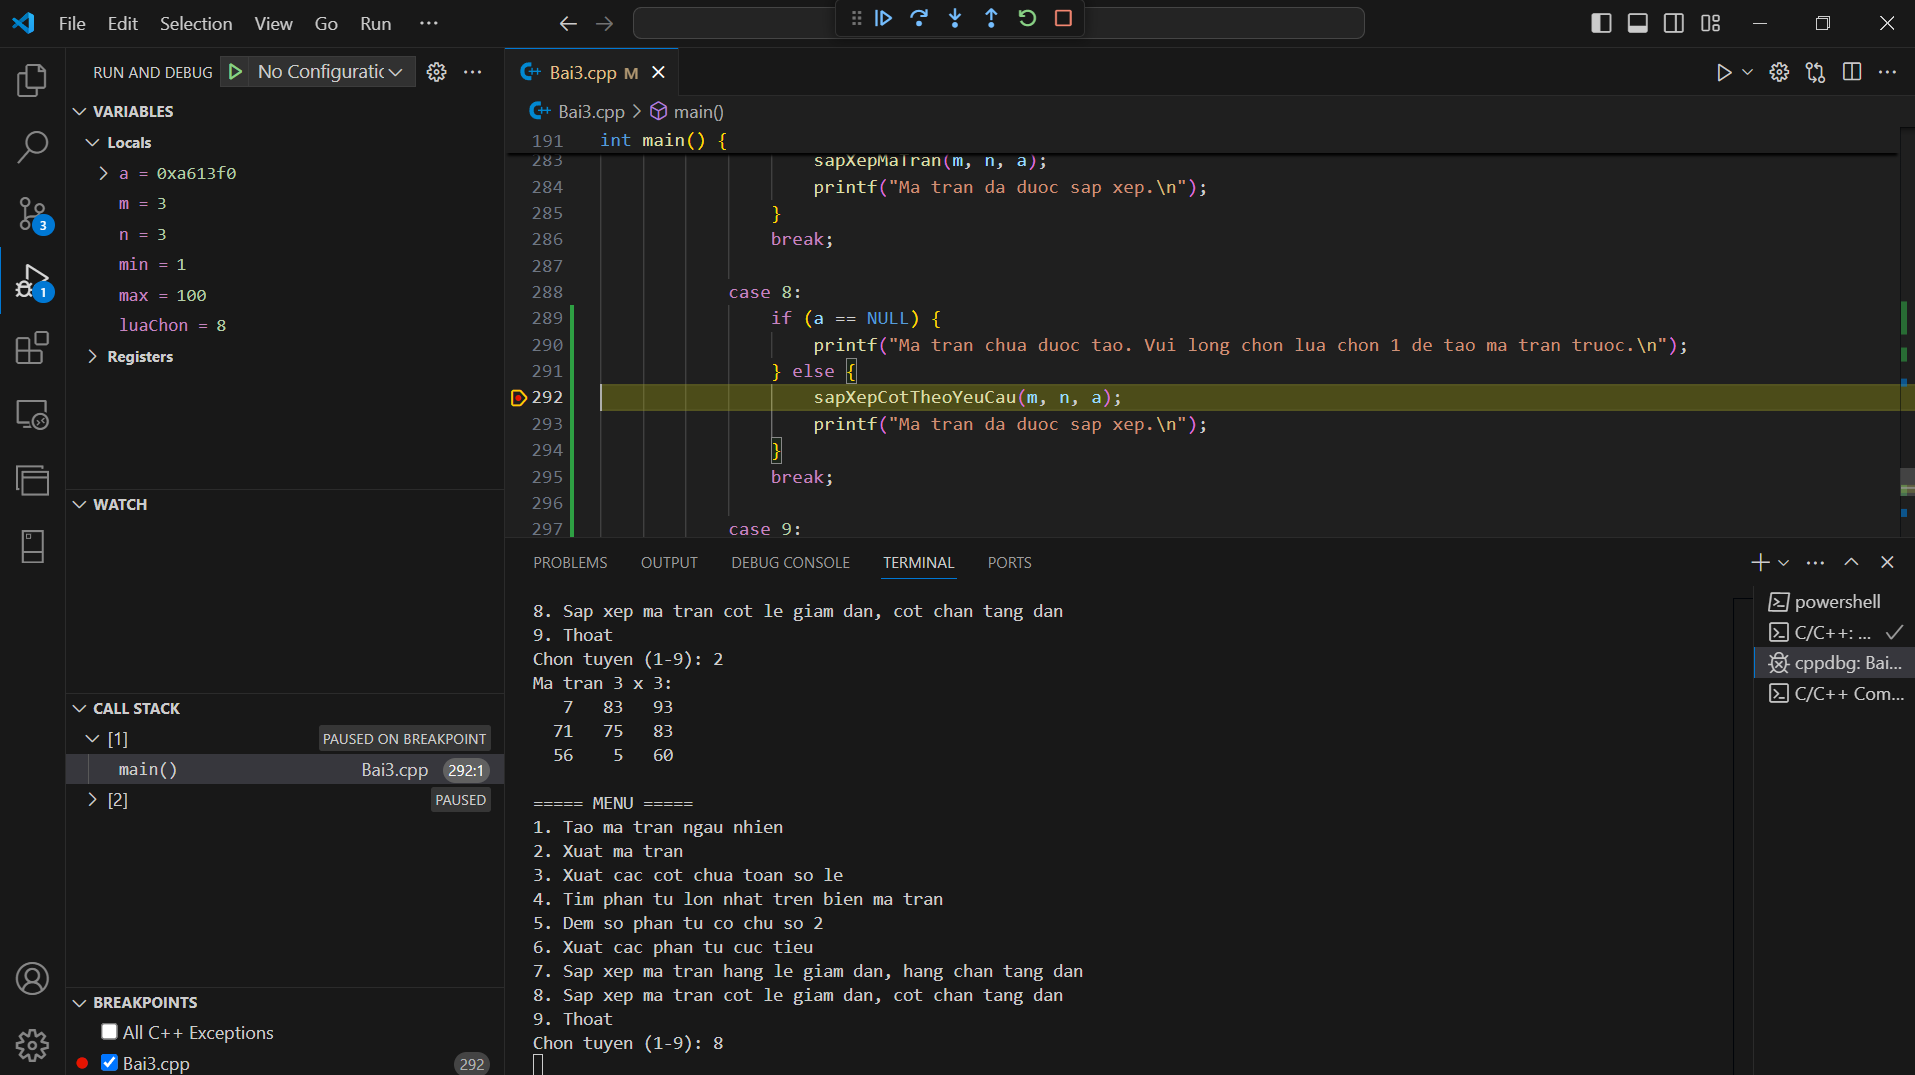 File Edit Selection View Go Run ···
RUN AND DEBUG No Configuratic
VARIABLES
Locals
a = 0xa613f0
m = 3
n = 3
min = 1
max = 100
luaChon = 8
Registers
WATCH
CALL STACK
[1] PAUSED ON BREAKPOINT
main() Bai3.cpp 292:1
[2] PAUSED
BREAKPOINTS
All C++ Exceptions
Bai3.cpp 292
3
1
Bai3.cpp M
Bai3.cpp > main()
191 int main() {
283 sapXepMaTran(m, n, a);
284 printf("Ma tran da duoc sap xep.\n");
285 }
286 break;
287
288 case 8:
289 if (a == NULL) {
290 printf("Ma tran chua duoc tao. Vui long chon lua chon 1 de tao ma tran truoc.\n");
291 } else {
292 sapXepCotTheoYeuCau(m, n, a);
293 printf("Ma tran da duoc sap xep.\n");
294 }
295 break;
296
297 case 9:
PROBLEMS OUTPUT DEBUG CONSOLE TERMINAL PORTS
8. Sap xep ma tran cot le giam dan, cot chan tang dan
9. Thoat
Chon tuyen (1-9): 2
Ma tran 3 x 3:
7 83 93
71 75 83
56 5 60
===== MENU =====
1. Tao ma tran ngau nhien
2. Xuat ma tran
3. Xuat cac cot chua toan so le
4. Tim phan tu lon nhat tren bien ma tran
5. Dem so phan tu co chu so 2
6. Xuat cac phan tu cuc tieu
7. Sap xep ma tran hang le giam dan, hang chan tang dan
8. Sap xep ma tran cot le giam dan, cot chan tang dan
9. Thoat
Chon tuyen (1-9): 8
powershell
C/C++: ...
cppdbg: Bai...
C/C++ Com...